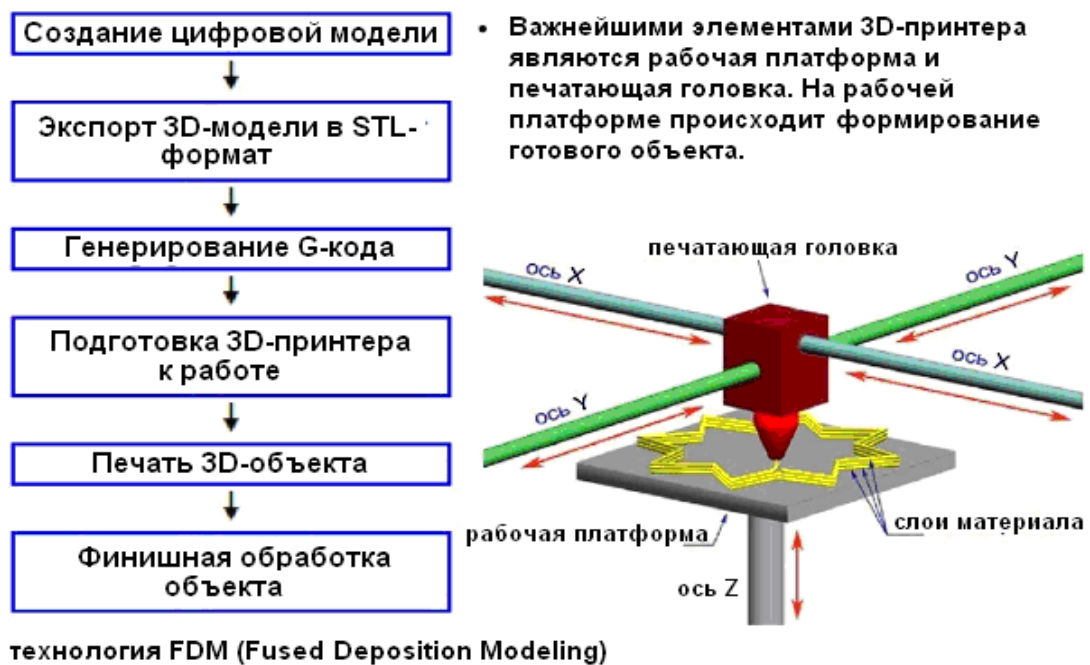 Создание цифровой модели
Экспорт 3D-модели в STL-
формат
Генерирование G-кода
Подготовка 3D-принтера
к работе
Печать 3D-объекта
Финишная обработка
объекта
• Важнейшими элементами 3D-принтера
являются рабочая платформа и
печатающая головка. На рабочей
платформе происходит формирование
готового объекта.
печатающая головка
ось X
ось Y
ось X
ось Y
рабочая платформа
слои материала
ось Z
технология FDM (Fused Deposition Modeling)